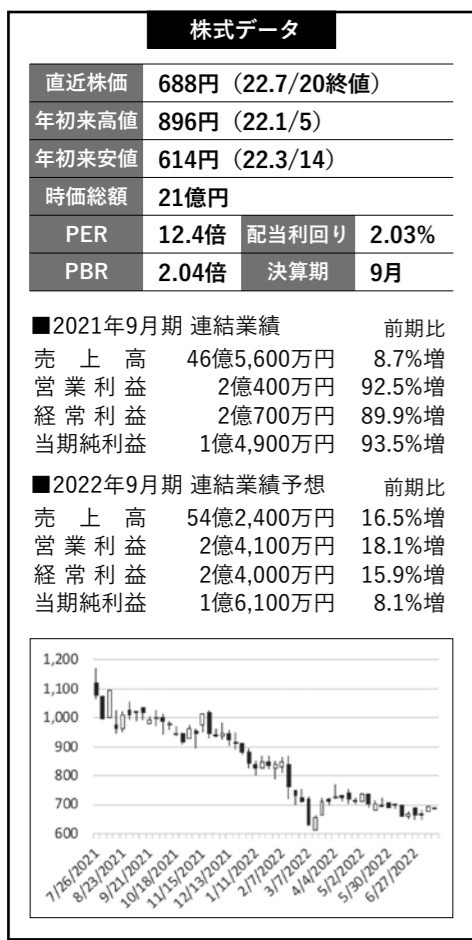 株式データ
直近株価 688円（22.7/20終値）
年初来高値 896円（22.1/5）
年初来安値 614円（22.3/14）
時価総額 21億円
PER 12.4倍 配当利回り 2.03%
PBR 2.04倍 決算期 9月
■2021年9月期 連結業績 前期比
売上高 46億5,600万円 8.7%増
営業利益 2億400万円 92.5%増
経常利益 2億700万円 89.9%増
当期純利益 1億4,900万円 93.5%増
■2022年9月期 連結業績予想 前期比
売上高 54億2,400万円 16.5%増
営業利益 2億4,100万円 18.1%増
経常利益 2億4,000万円 15.9%増
当期純利益 1億6,100万円 8.1%増
1,200
1,100
1,000
900
800
700
600
7/26/2021
8/23/2021
9/21/2021
10/18/2021
11/15/2021
12/13/2021
1/11/2022
2/7/2022
3/7/2022
4/4/2022
5/2/2022
5/30/2022
6/27/2022